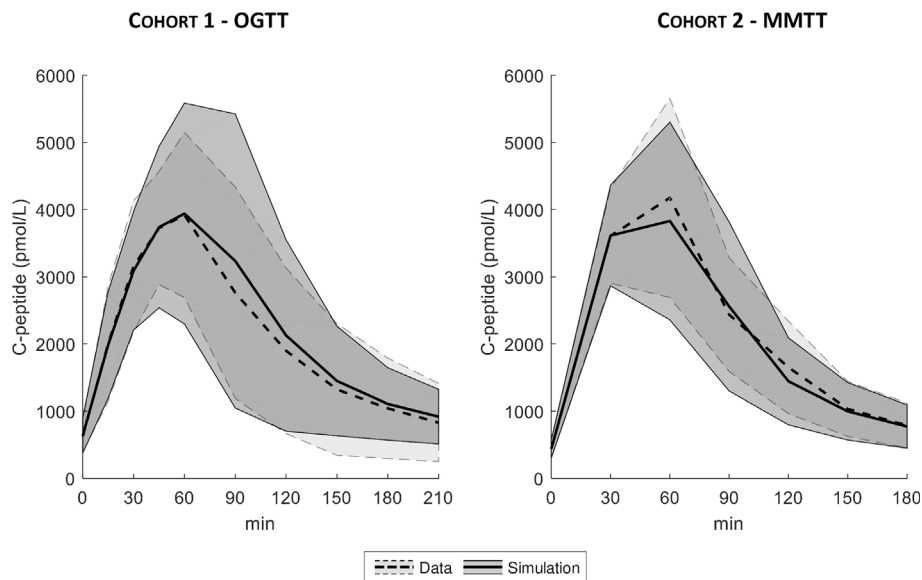 COHORT 1 - OGTT
COHORT 2 - MMTT
C-peptide (pmol/L)
6000
5000
4000
3000
2000
1000
0
0 30 60 90 120 150 180 210
min
C-peptide (pmol/L)
6000
5000
4000
3000
2000
1000
0
0 30 60 90 120 150 180
min
Data Simulation